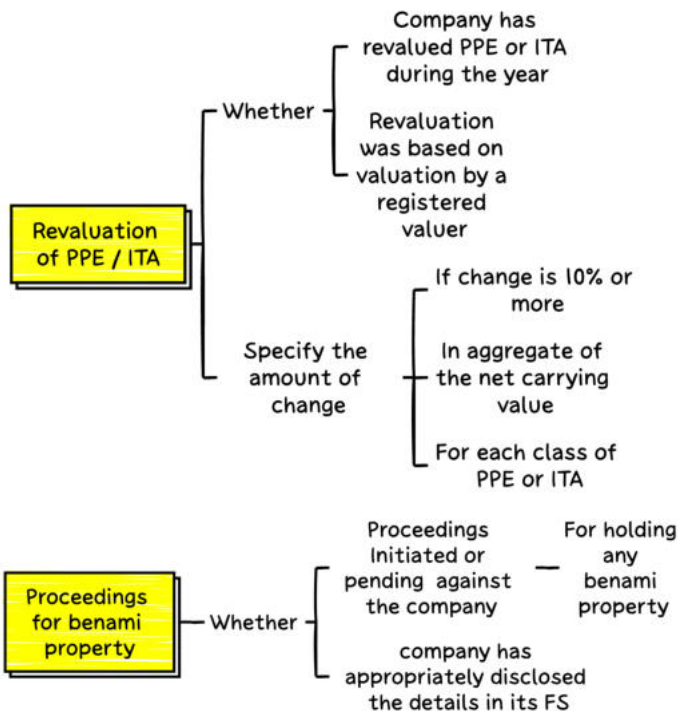 Company has
revalued PPE or ITA
during the year
Whether
Revaluation
was based on
valuation by a
registered
valuer
Revaluation
of PPE / ITA
If change is 10% or
more
Specify the
amount of
change
In aggregate of
the net carrying
value
For each class of
PPE or ITA
Proceedings
Initiated or
pending against
the company
For holding
any
benami
property
Proceedings
for benami
property
Whether
company has
appropriately disclosed
the details in its FS